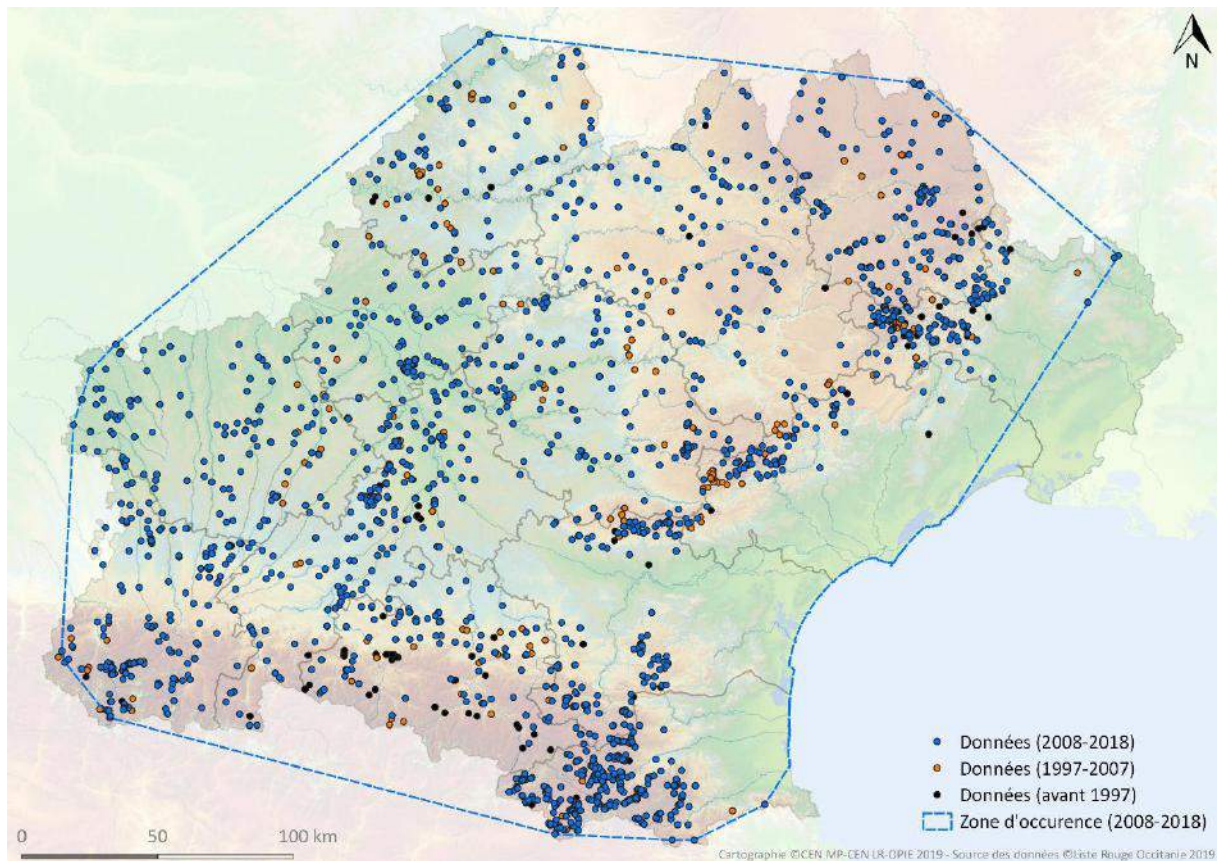 N
Données (2008-2018)
Données (1997-2007)
Données (avant 1997)
Zone d'occurence (2008-2018)
0 50 100 km
Cartographie ©CEN MP-CEN LR-OPIE 2019 - Source des données ©Liste Rouge Occitanie 2019